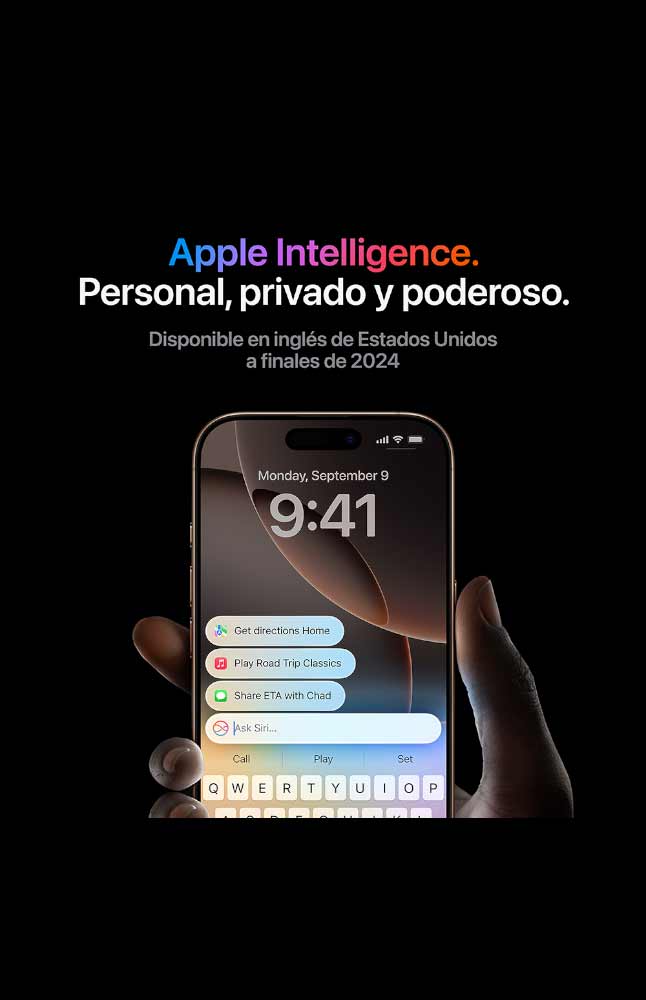 Apple Intelligence.
Personal, privado y poderoso.
Disponible en inglés de Estados Unidos
a finales de 2024
Monday, September 9
9:41
Get directions Home
Play Road Trip Classics
Share ETA with Chad
Ask Siri...
Call Play Set
Q W E R T Y U I O P
A S D F G H J K L